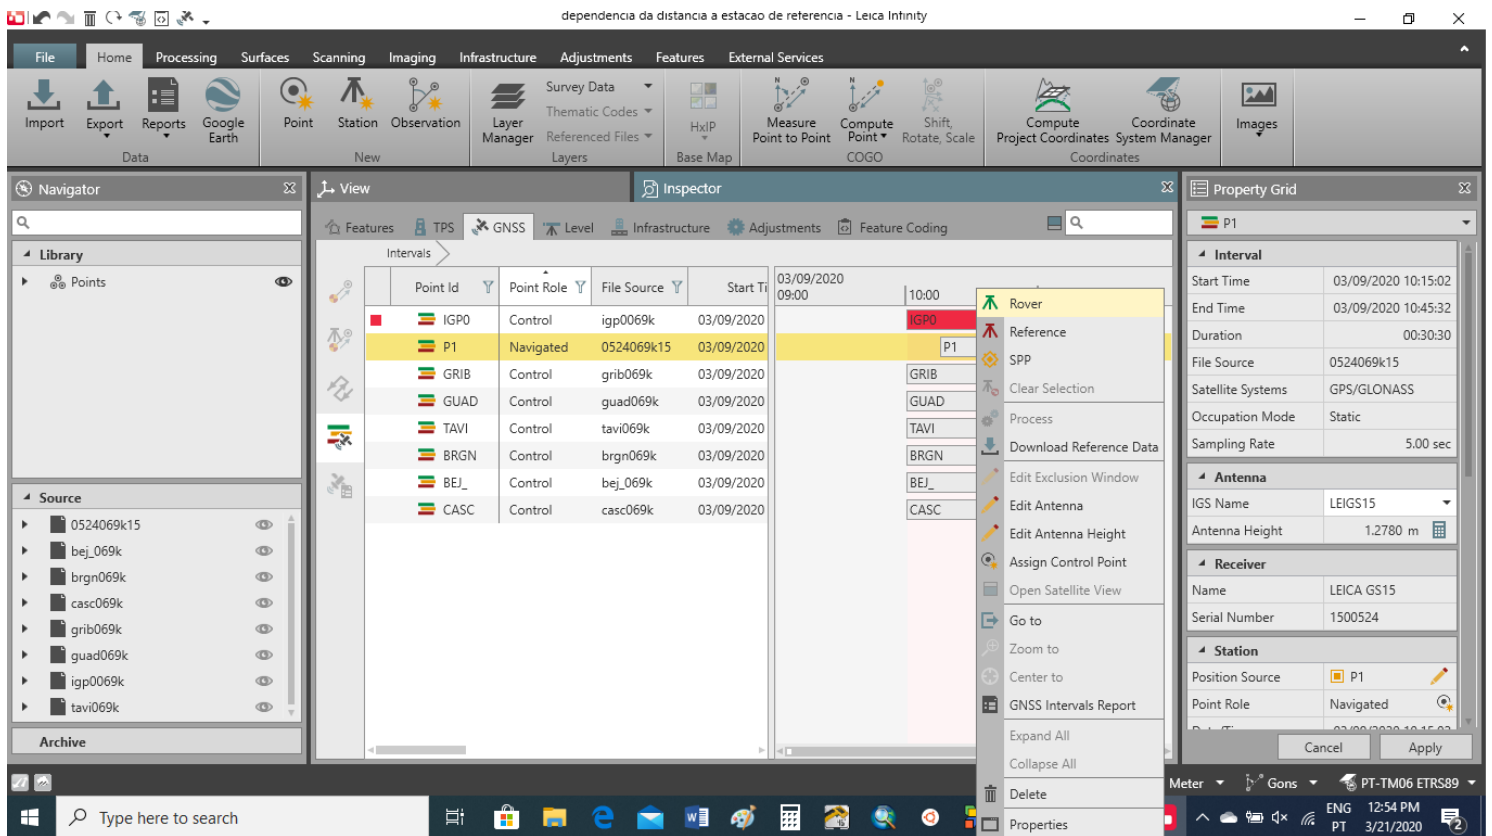 dependencia da distancia a estacao de referencia - Leica Infinity
File Home Processing Surfaces Scanning Imaging Infrastructure Adjustments Features External Services
Import Export Reports Google Earth
Data
Point Station Observation
New
Layer Manager
Survey Data
Thematic Codes
Referenced Files
Layers
HxIP
Base Map
Measure Point to Point
Compute Point
Shift, Rotate, Scale
COGO
Compute Project Coordinates
Coordinate System Manager
Coordinates
Images
Navigator
Library
Points
Source
0524069k15
bej_069k
brgn069k
casc069k
grib069k
guad069k
igp0069k
tavi069k
Archive
View
Inspector
Features TPS GNSS Level Infrastructure Adjustments Feature Coding
Intervals
Point Id Point Role File Source Start Ti
03/09/2020
09:00 10:00
IGP0 Control igp0069k 03/09/2020 IGP0
P1 Navigated 0524069k15 03/09/2020 P1
GRIB Control grib069k 03/09/2020 GRIB
GUAD Control guad069k 03/09/2020 GUAD
TAVI Control tavi069k 03/09/2020 TAVI
BRGN Control brgn069k 03/09/2020 BRGN
BEJ_ Control bej_069k 03/09/2020 BEJ_
CASC Control casc069k 03/09/2020 CASC
Rover
Reference
SPP
Clear Selection
Process
Download Reference Data
Edit Exclusion Window
Edit Antenna
Edit Antenna Height
Assign Control Point
Open Satellite View
Go to
Zoom to
Center to
GNSS Intervals Report
Expand All
Collapse All
Delete
Properties
Property Grid
P1
Interval
Start Time 03/09/2020 10:15:02
End Time 03/09/2020 10:45:32
Duration 00:30:30
File Source 0524069k15
Satellite Systems GPS/GLONASS
Occupation Mode Static
Sampling Rate 5.00 sec
Antenna
IGS Name LEIGS15
Antenna Height 1.2780 m
Receiver
Name LEICA GS15
Serial Number 1500524
Station
Position Source P1
Point Role Navigated
Cancel Apply
Meter Gons PT-TM06 ETRS89
Type here to search
ENG 12:54 PM
PT 3/21/2020
2